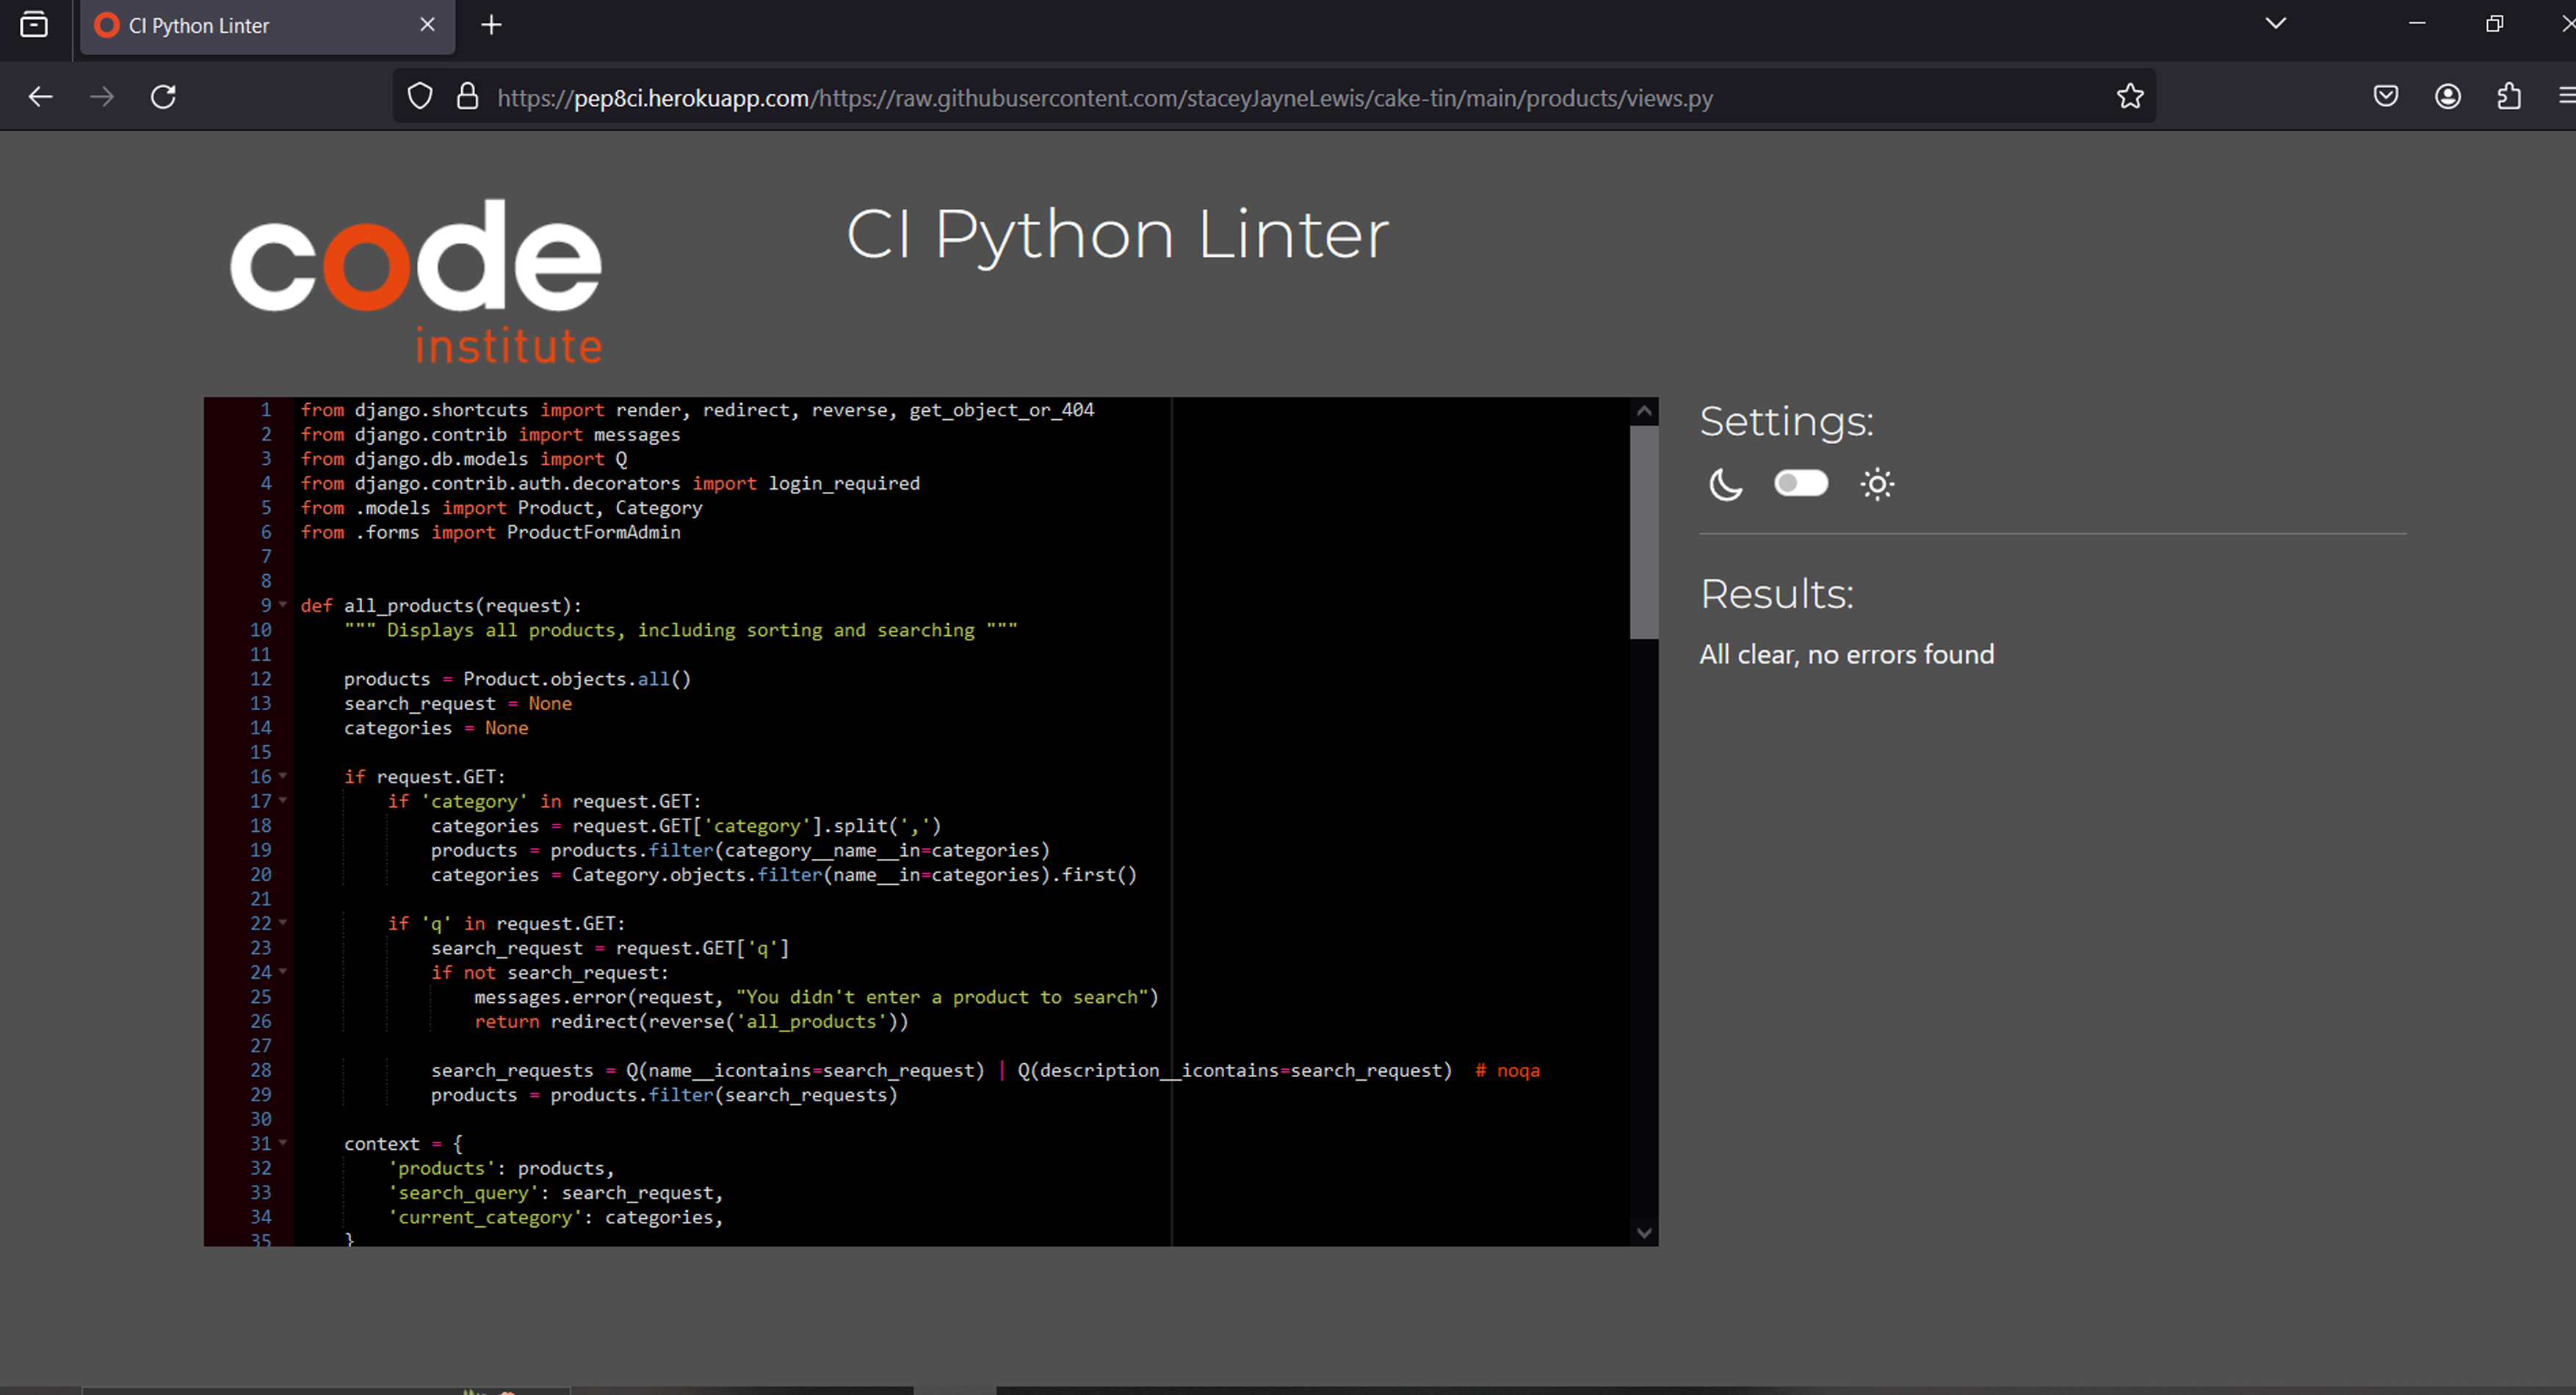 CI Python Linter
https://pep8ci.herokuapp.com/https://raw.githubusercontent.com/staceyJayneLewis/cake-tin/main/products/views.py
code
institute
CI Python Linter
1 from django.shortcuts import render, redirect, reverse, get_object_or_404
2 from django.contrib import messages
3 from django.db.models import Q
4 from django.contrib.auth.decorators import login_required
5 from .models import Product, Category
6 from .forms import ProductFormAdmin
7
8
9 def all_products(request):
10     """ Displays all products, including sorting and searching """
11
12     products = Product.objects.all()
13     search_request = None
14     categories = None
15
16     if request.GET:
17         if 'category' in request.GET:
18             categories = request.GET['category'].split(',')
19             products = products.filter(category__name__in=categories)
20             categories = Category.objects.filter(name__in=categories).first()
21
22         if 'q' in request.GET:
23             search_request = request.GET['q']
24             if not search_request:
25                 messages.error(request, "You didn't enter a product to search")
26                 return redirect(reverse('all_products'))
27
28             search_requests = Q(name__icontains=search_request) | Q(description__icontains=search_request)  # noqa
29             products = products.filter(search_requests)
30
31     context = {
32         'products': products,
33         'search_query': search_request,
34         'current_category': categories,
35     }
Settings:
Results:
All clear, no errors found